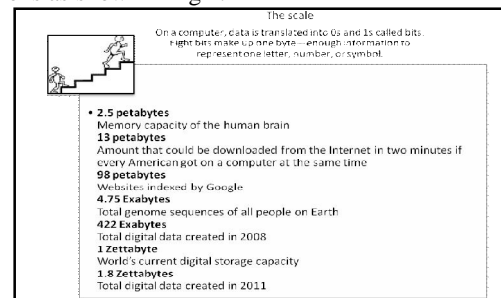 The scale
On a computer, data is translated into 0s and 1s called bits.
Eight bits make up one byte—enough information to
represent one letter, number, or symbol.
• 2.5 petabytes
Memory capacity of the human brain
13 petabytes
Amount that could be downloaded from the Internet in two minutes if
every American got on a computer at the same time
98 petabytes
Websites indexed by Google
4.75 Exabytes
Total genome sequences of all people on Earth
422 Exabytes
Total digital data created in 2008
1 Zettabyte
World's current digital storage capacity
1.8 Zettabytes
Total digital data created in 2011